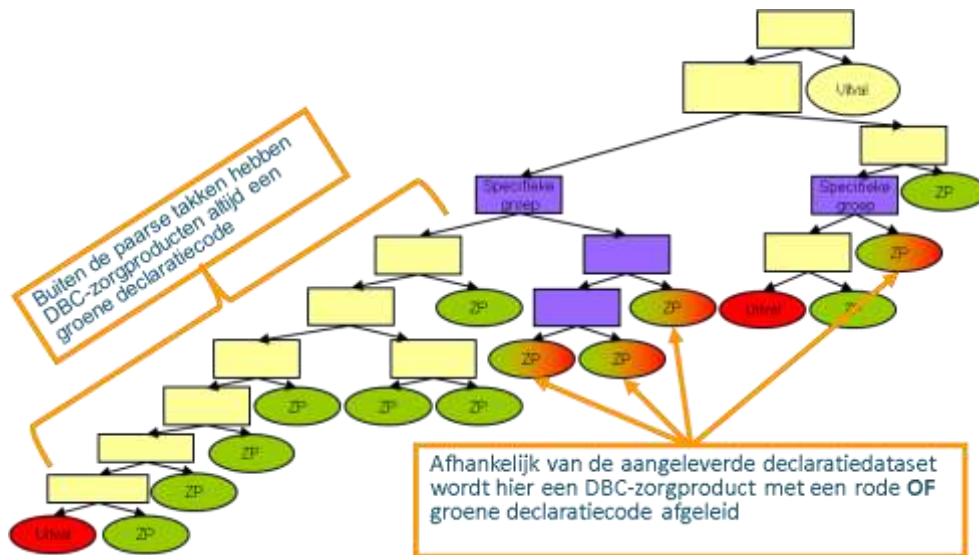 Uitval
Specifieke
groep
Specifieke
groep
ZP
Buiten de paarse takken hebben
DBC-zorgproducten altijd een
groene declaratiecode
ZP
ZP
ZP
Uitval
ZP
ZP
ZP
ZP
ZP
ZP
ZP
ZP
Uitval
ZP
Afhankelijk van de aangeleverde declaratiedataset
wordt hier een DBC-zorgproduct met een rode OF
groene declaratiecode afgeleid